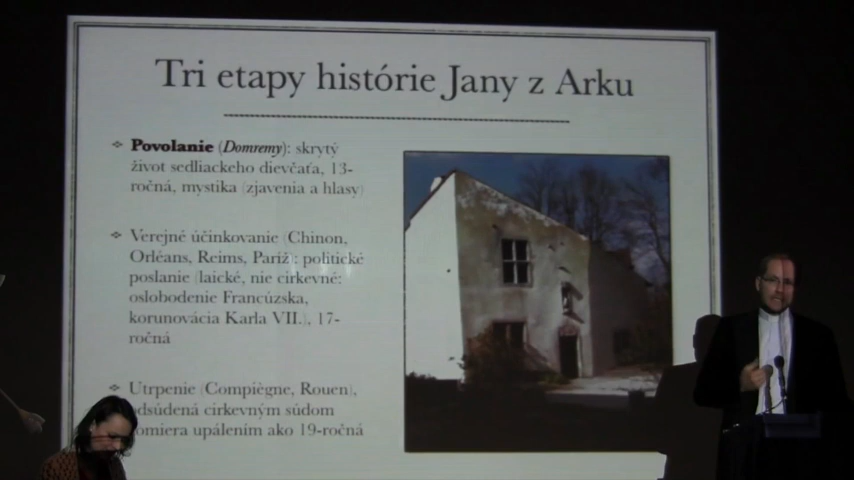 Tri etapy histórie Jany z Arku
Povolanie (Domremy): skrytý
život sedliackeho dievčaťa, 13-
ročná, mystika (zjavenia a hlasy)
Verejné účinkovanie (Chinon,
Orléans, Reims, Paríž): politické
poslanie (laické, nie cirkevné:
oslobodenie Francúzska,
korunovácia Karla VII.), 17-
ročná
Utrpenie (Compiègne, Rouen),
cirkevným súdom
upálením ako 19-ročná